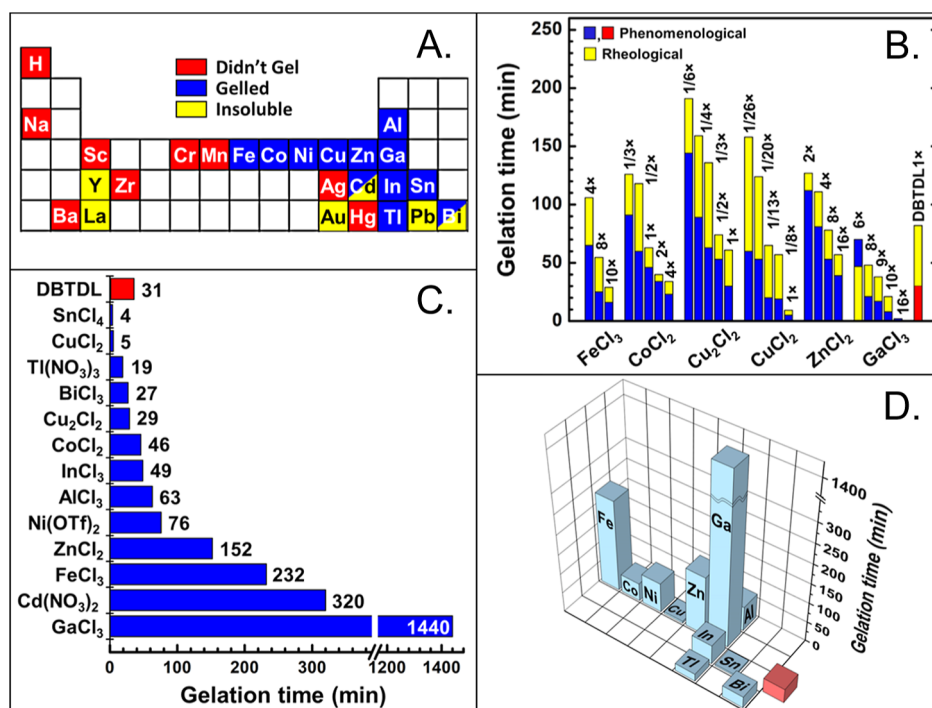 A.
H
Didn't Gel
Gelled
Insoluble
Na Al
Sc Cr Mn Fe Co Ni Cu Zn Ga
Y Zr Ag Cd In Sn
Ba La Au Hg Tl Pb Bi
B.
Gelation time (min)
250
200
150
100
50
0
, Phenomenological
Rheological
4× 8× 10×
1/3× 1/2× 1× 2× 4×
1/6× 1/4× 1/3× 1/2× 1×
1/26× 1/20× 1/13× 1/8× 1×
2× 4× 8× 16×
6× 8× 9× 10× 16×
DBTDL1×
FeCl₃ CoCl₂ Cu₂Cl₂ CuCl₂ ZnCl₂ GaCl₃
C.
DBTDL 31
SnCl₄ 4
CuCl₂ 5
Tl(NO₃)₃ 19
BiCl₃ 27
Cu₂Cl₂ 29
CoCl₂ 46
InCl₃ 49
AlCl₃ 63
Ni(OTf)₂ 76
ZnCl₂ 152
FeCl₃ 232
Cd(NO₃)₂ 320
GaCl₃ 1440
0 100 200 300 1200 1400
Gelation time (min)
D.
1400
300
250
200
150
100
50
0
Gelation time (min)
Fe Co Ni Cu Zn Ga Al
In Sn
Tl Bi